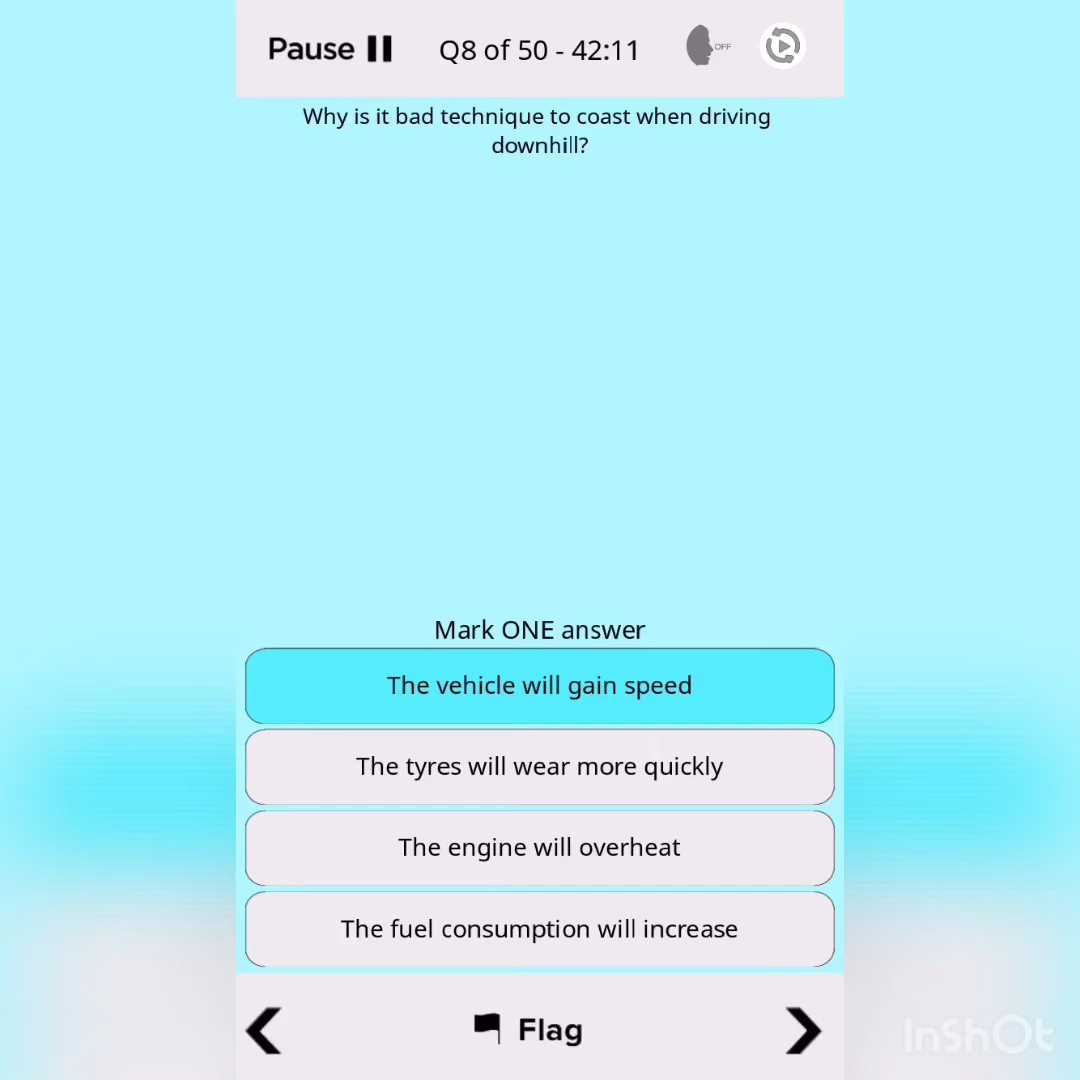 Pause
Q8 of 50 - 42:11
OFF
Why is it bad technique to coast when driving
downhill?
Mark ONE answer
The vehicle will gain speed
The tyres will wear more quickly
The engine will overheat
The fuel consumption will increase
Flag
InShOt